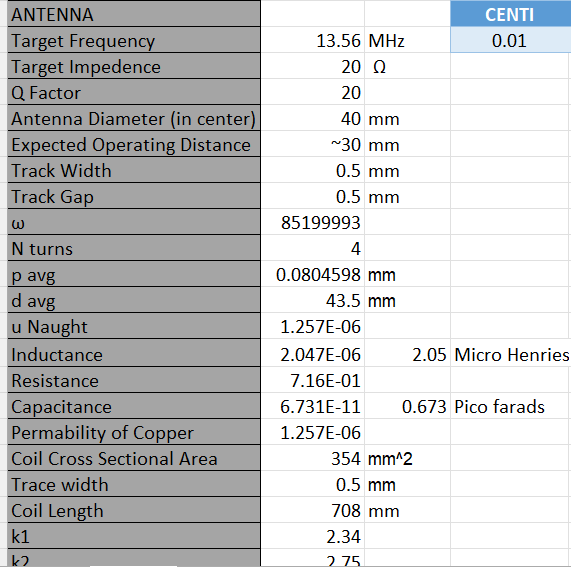 ANTENNA CENTI
Target Frequency 13.56 MHz 0.01
Target Impedence 20 Ω
Q Factor 20
Antenna Diameter (in center) 40 mm
Expected Operating Distance ~30 mm
Track Width 0.5 mm
Track Gap 0.5 mm
ω 85199993
N turns 4
p avg 0.0804598 mm
d avg 43.5 mm
u Naught 1.257E-06
Inductance 2.047E-06 2.05 Micro Henries
Resistance 7.16E-01
Capacitance 6.731E-11 0.673 Pico farads
Permability of Copper 1.257E-06
Coil Cross Sectional Area 354 mm^2
Trace width 0.5 mm
Coil Length 708 mm
k1 2.34
k2 2.75